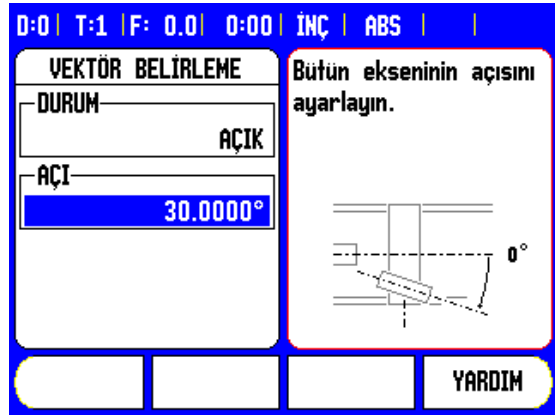 D:0 | T:1 | F: 0.0 | 0:00 | İNÇ | ABS | |
VEKTÖR BELİRLEME
DURUM
AÇIK
AÇI
30.0000°
Bütün ekseninin açısını
ayarlayın.
0°
YARDIM